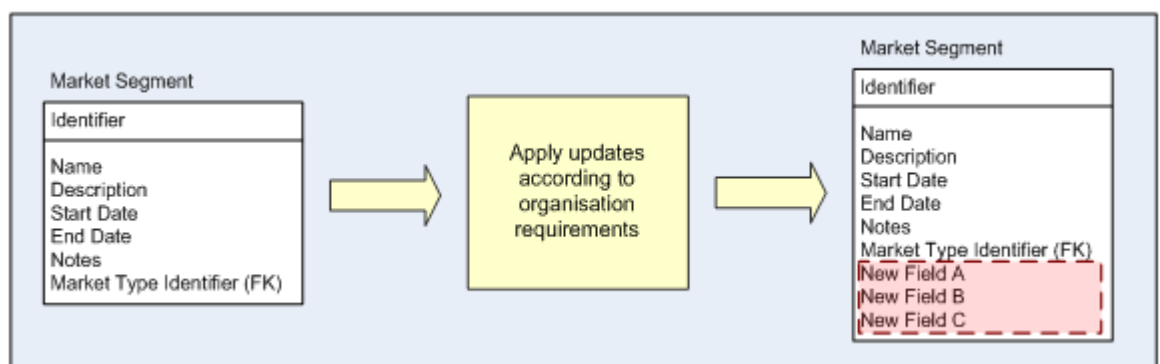 Market Segment
Identifier
Name
Description
Start Date
End Date
Notes
Market Type Identifier (FK)
Apply updates
according to
organisation
requirements
Market Segment
Identifier
Name
Description
Start Date
End Date
Notes
Market Type Identifier (FK)
New Field A
New Field B
New Field C